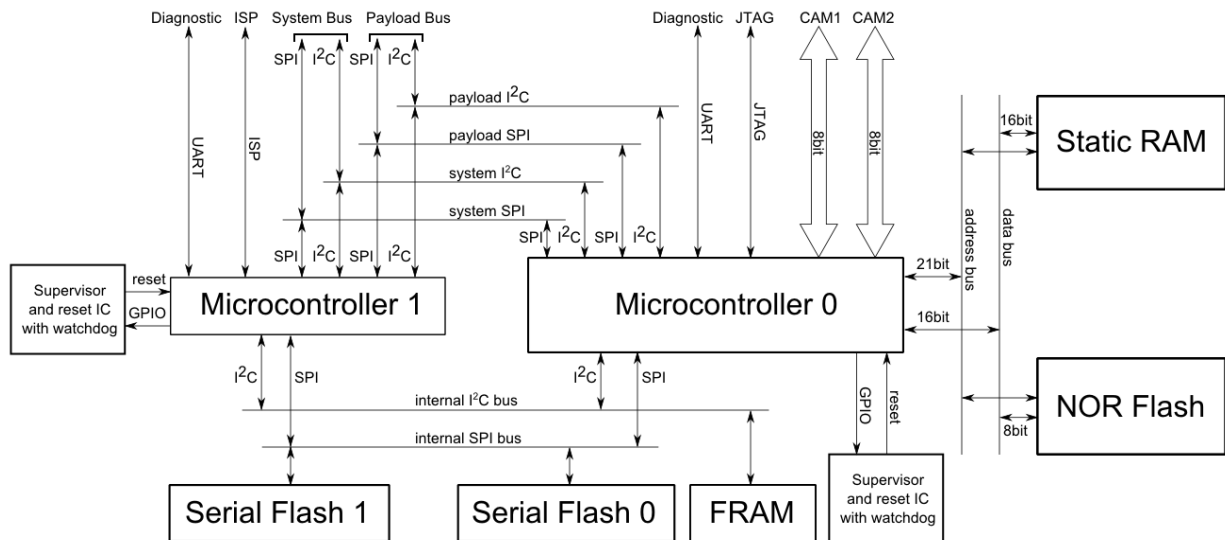 Diagnostic ISP System Bus Payload Bus Diagnostic JTAG CAM1 CAM2
SPI I²C SPI I²C
payload I²C
UART ISP UART JTAG 8bit 8bit
payload SPI
system I²C
system SPI
SPI I²C SPI I²C SPI I²C SPI I²C
16bit
Static RAM
address bus data bus
21bit
16bit
Supervisor
and reset IC
with watchdog
reset
GPIO
Microcontroller 1
Microcontroller 0
I²C SPI I²C SPI
GPIO reset
internal I²C bus
internal SPI bus
NOR Flash
8bit
Serial Flash 1
Serial Flash 0
FRAM
Supervisor
and reset IC
with watchdog